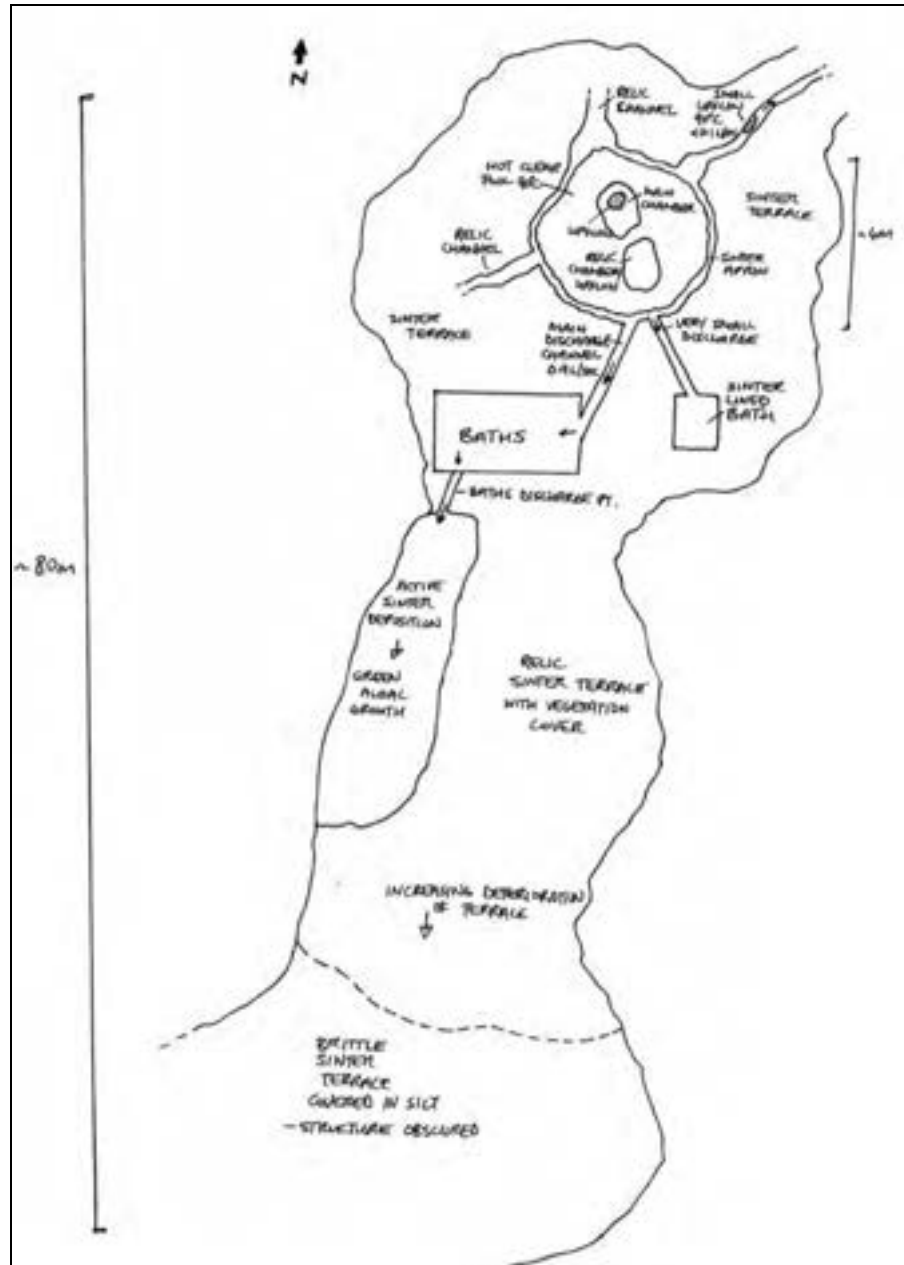 N
RELIC
CHANNEL
SMALL
HOT CLEAR
POOL
MAIN
CHAMBER
UPFLOW
RELIC
CHAMBER
UPFLOW
SINTER
TERRACE
~6m
SINTER
APRON
RELIC
CHANNEL
SINTER
TERRACE
MAIN
DISCHARGE
CHANNEL
VERY SMALL
DISCHARGE
SINTER
LINED
BATH
BATHS
BATHS DISCHARGE PT.
~80m
ACTIVE
SINTER
DEPOSITION
GREEN
ALGAL
GROWTH
RELIC
SINTER TERRACE
WITH VEGETATION
COVER
INCREASING DETERIORATION
OF TERRACE
BRITTLE
SINTER
TERRACE
COVERED IN SILT
- STRUCTURE OBSCURED